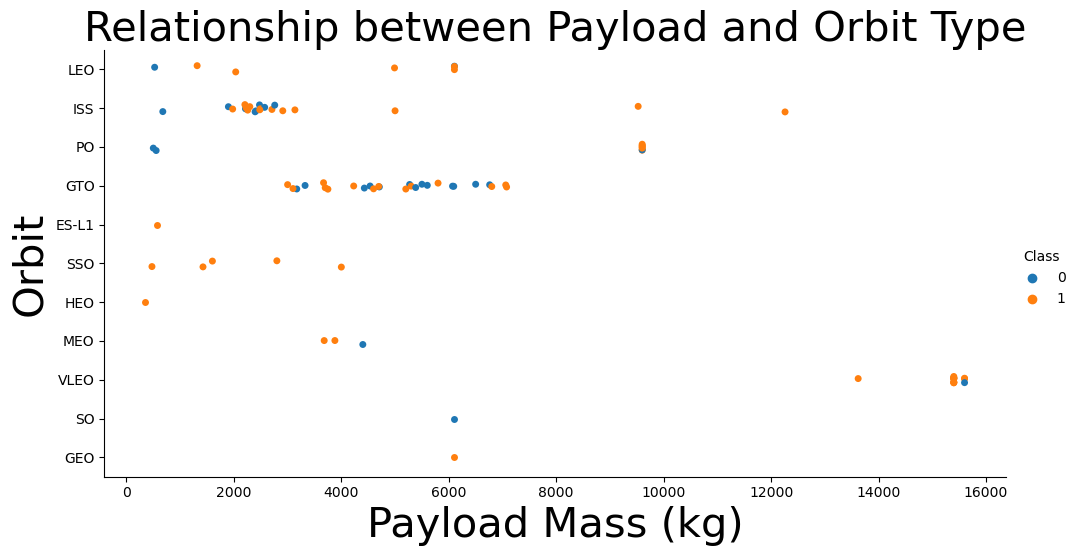 Relationship between Payload and Orbit Type
Orbit
LEO
ISS
PO
GTO
ES-L1
SSO
HEO
MEO
VLEO
SO
GEO
0 2000 4000 6000 8000 10000 12000 14000 16000
Payload Mass (kg)
Class
0
1